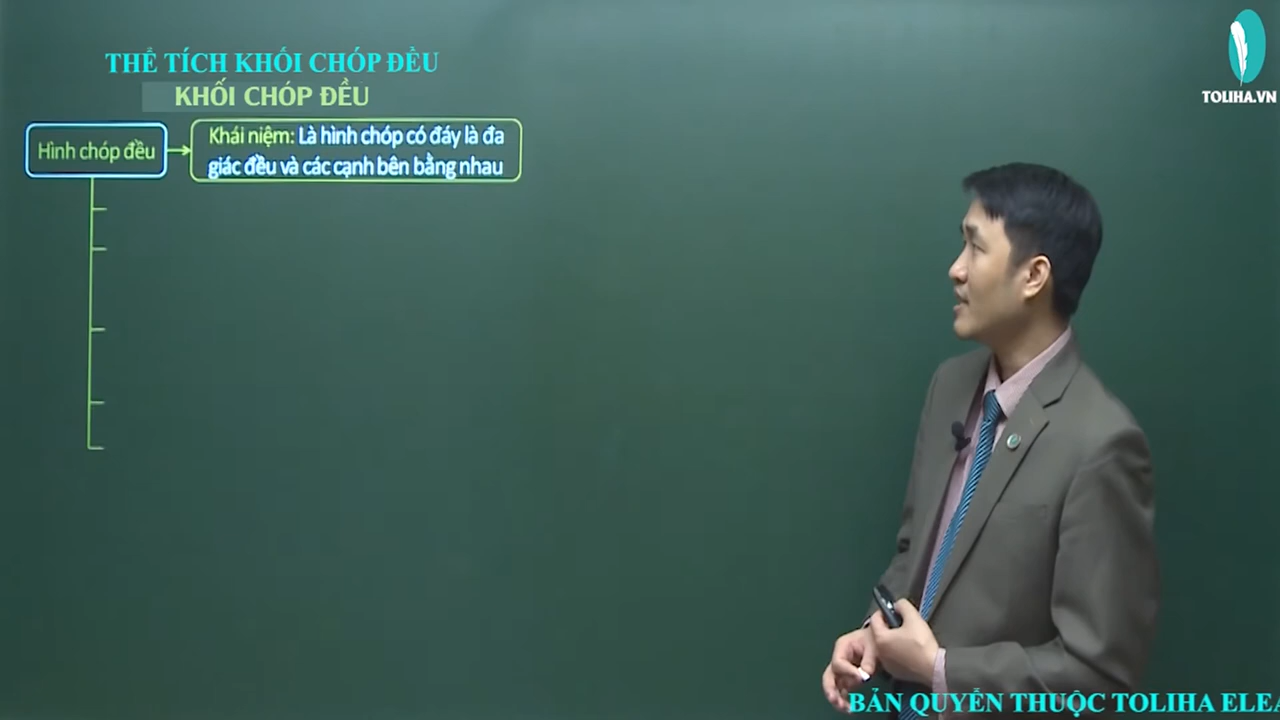 THỂ TÍCH KHỐI CHÓP ĐỀU
KHỐI CHÓP ĐỀU
Hình chóp đều
Khái niệm: Là hình chóp có đáy là đa
giác đều và các cạnh bên bằng nhau
TOLIHA.VN
BẢN QUYỀN THUỘC TOLIHA ELEA